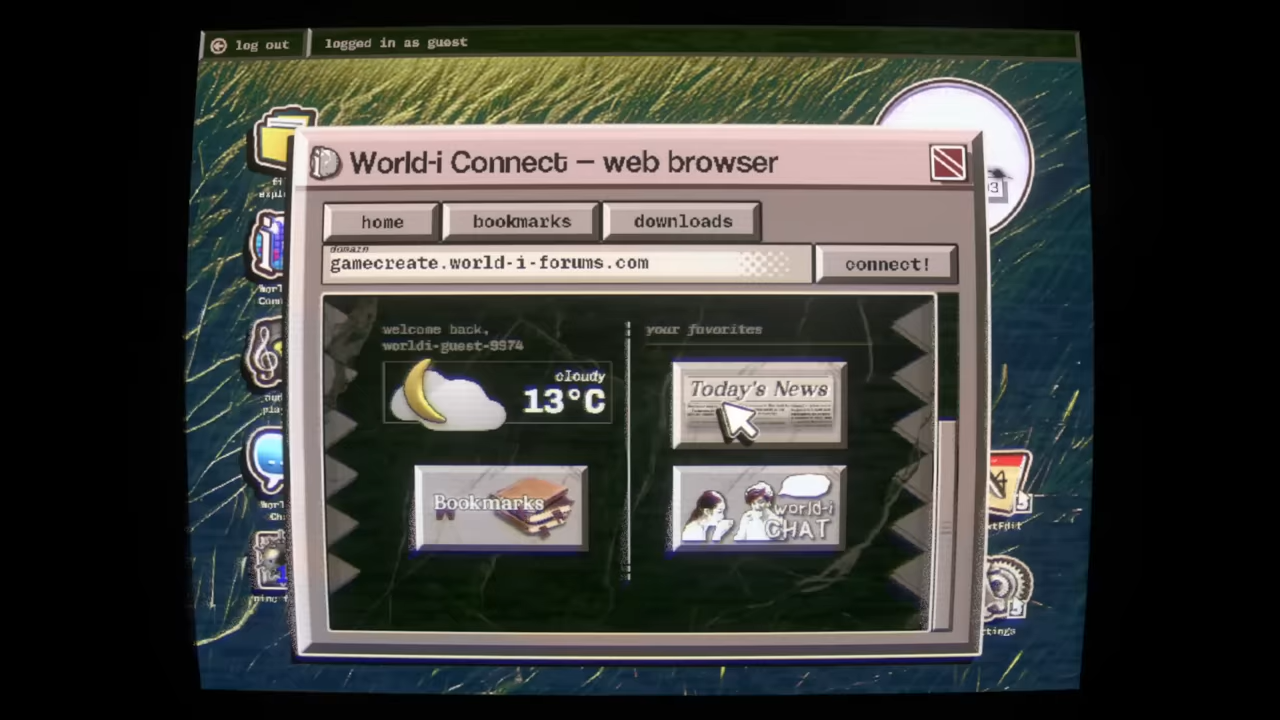 log out
logged in as guest
World-i Connect – web browser
home
bookmarks
downloads
domain
gamecreate.world-i-forums.com
connect!
welcome back,
worldi-guest-9974
cloudy
13°C
Bookmarks
your favorites
Today's News
world-i
CHAT